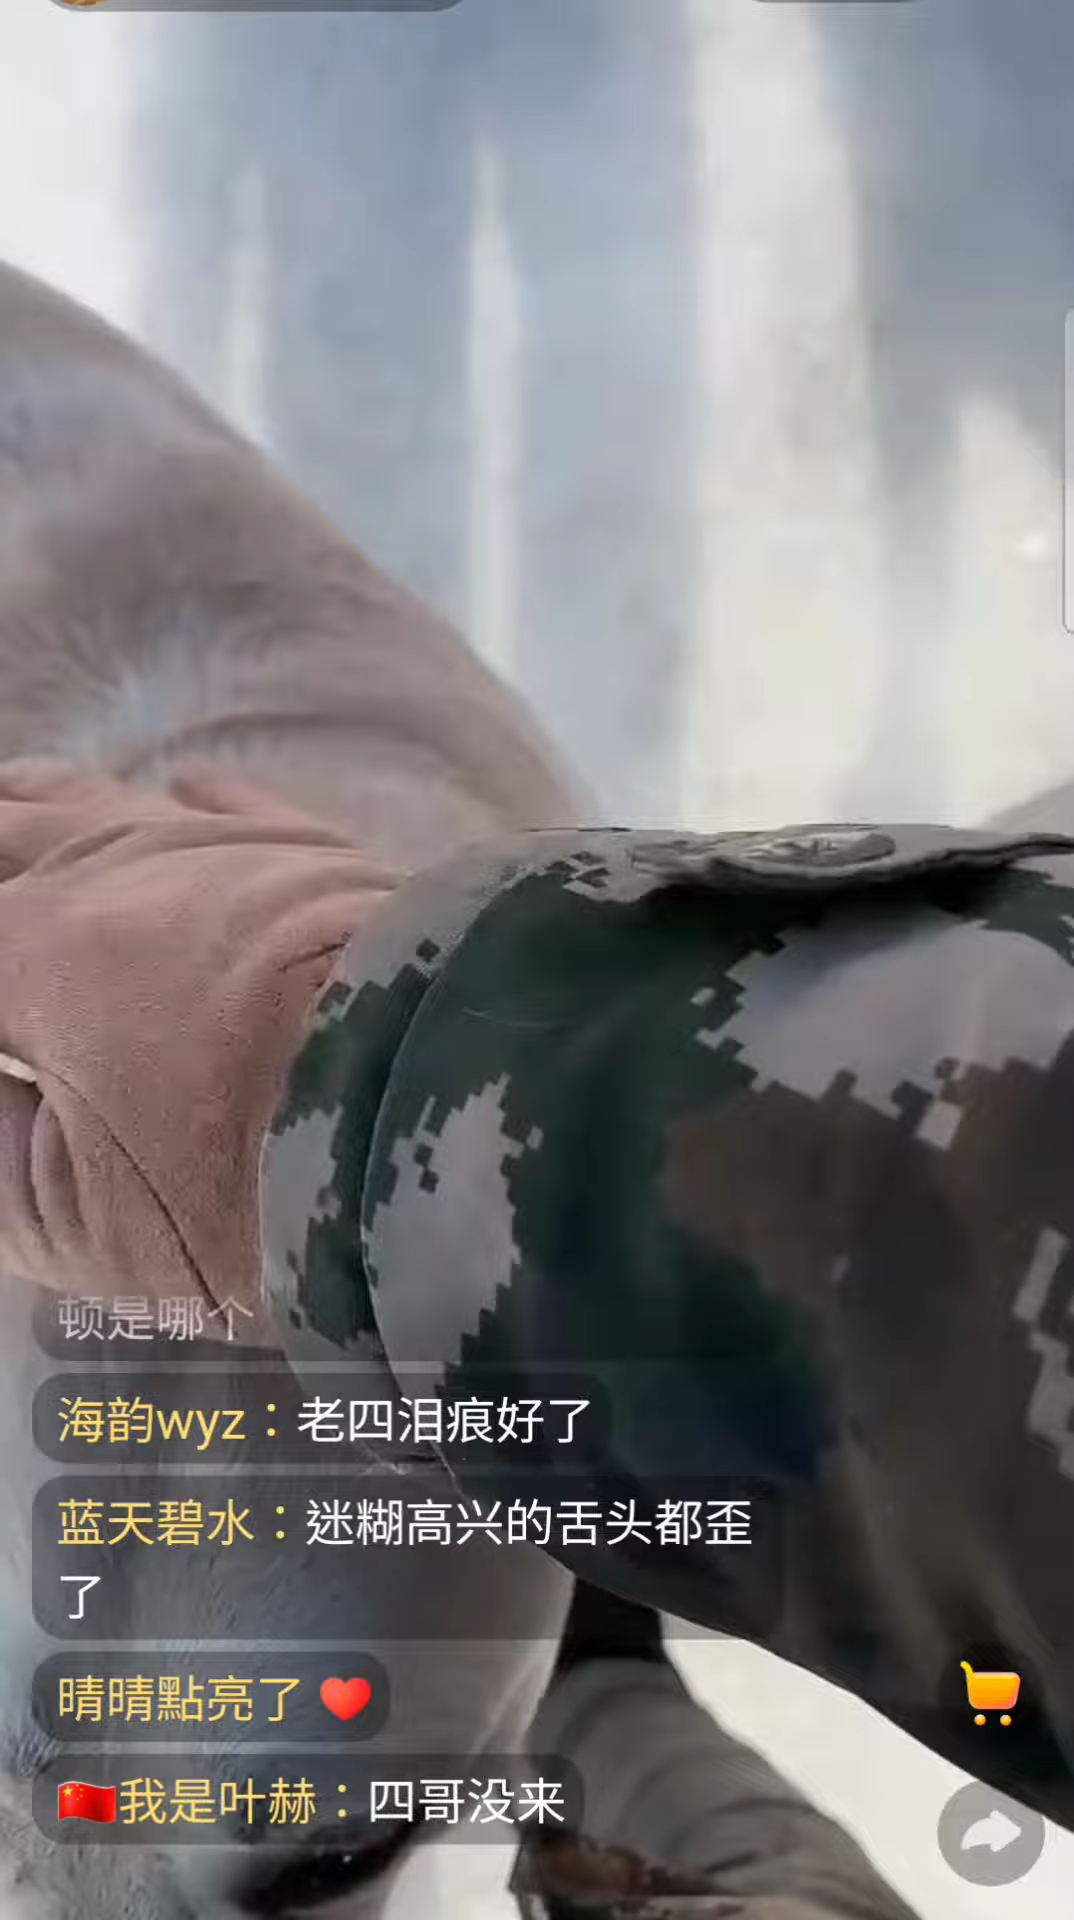 顿是哪个
海韵wyz：老四泪痕好了
蓝天碧水：迷糊高兴的舌头都歪
了
晴晴點亮了 ❤️
🇨🇳我是叶赫：四哥没来